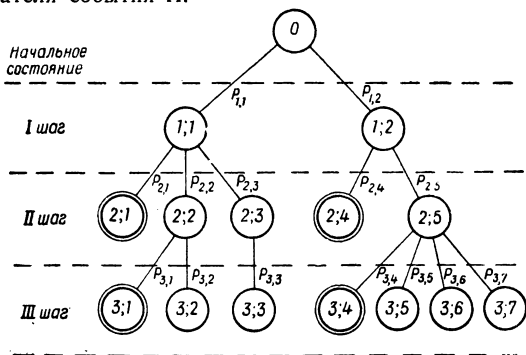 ателя события
0
Начальное
состояние
P1,1 P1,2
I шаг 1;1 1;2
P2,1 P2,2 P2,3 P2,4 P2,5
II шаг 2;1 2;2 2;3 2;4 2;5
P3,1 P3,2 P3,3 P3,4 P3,5 P3,6 P3,7
III шаг 3;1 3;2 3;3 3;4 3;5 3;6 3;7